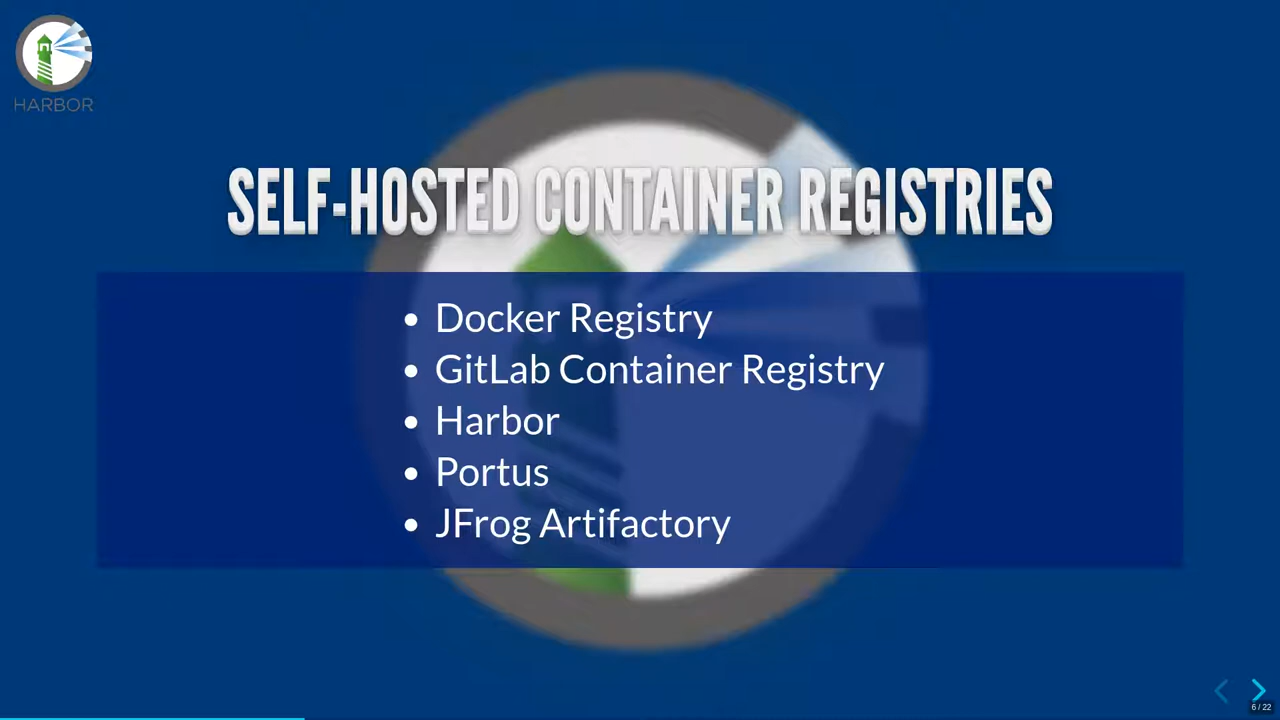 HARBOR
SELF-HOSTED CONTAINER REGISTRIES
• Docker Registry
• GitLab Container Registry
• Harbor
• Portus
• JFrog Artifactory
6 / 22